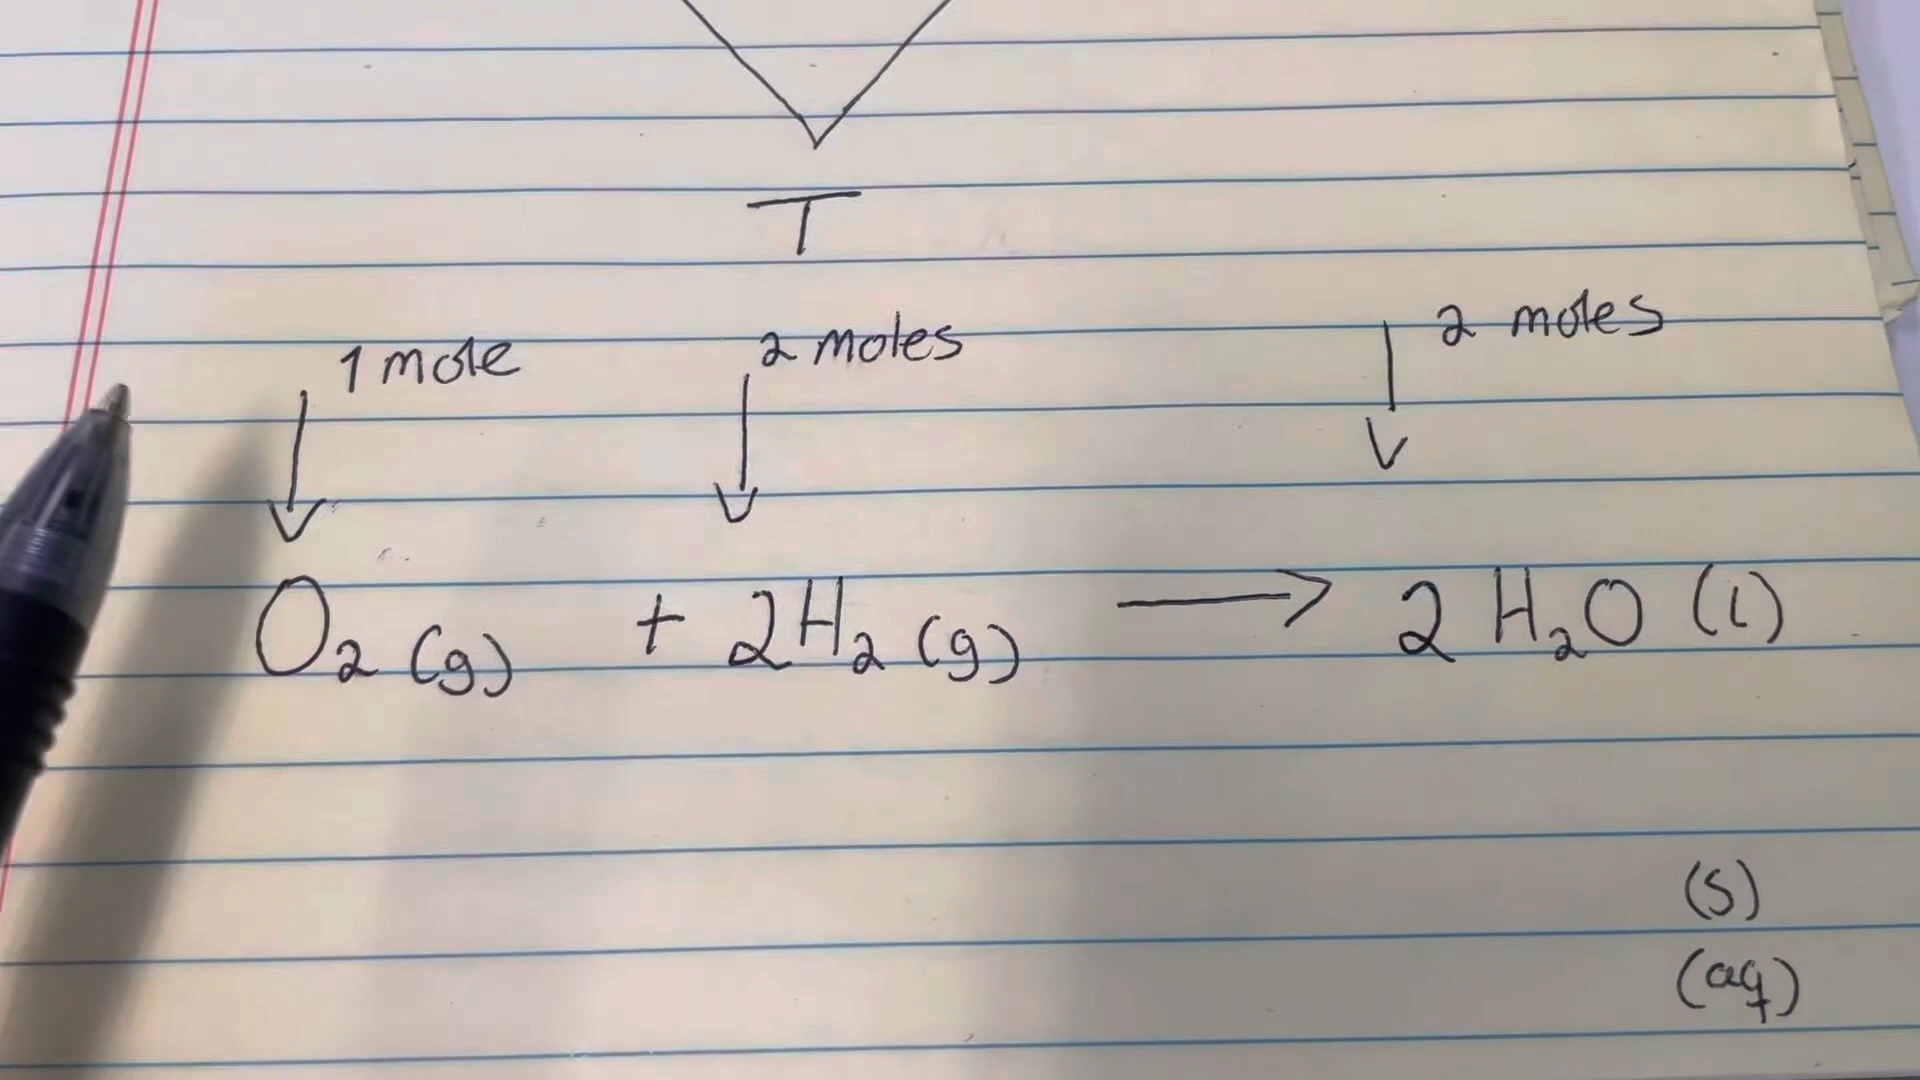 T
1 mole 2 moles 2 moles
O₂ (g) + 2H₂ (g) → 2 H₂O (l)
(s)
(aq)